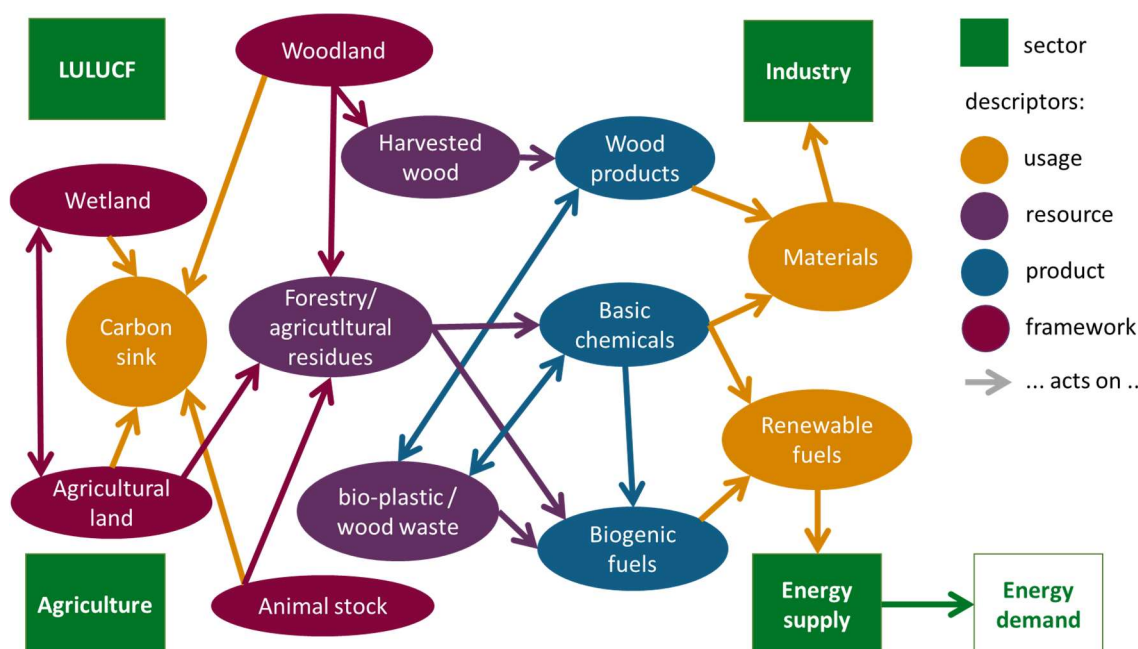 LULUCF
Woodland
Industry
sector
descriptors:
Harvested
wood
Wood
products
usage
Wetland
resource
Materials
product
Carbon
sink
Forestry/
agricutltural
residues
Basic
chemicals
framework
... acts on ..
Renewable
fuels
Agricultural
land
bio-plastic /
wood waste
Biogenic
fuels
Agriculture
Animal stock
Energy
supply
Energy
demand